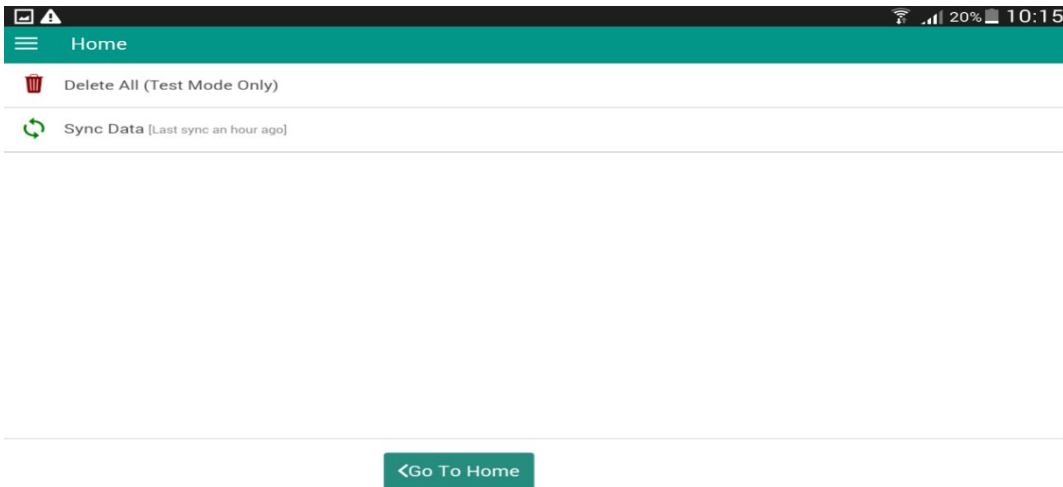 20% 10:15
Home
Delete All (Test Mode Only)
Sync Data [Last sync an hour ago]
Go To Home